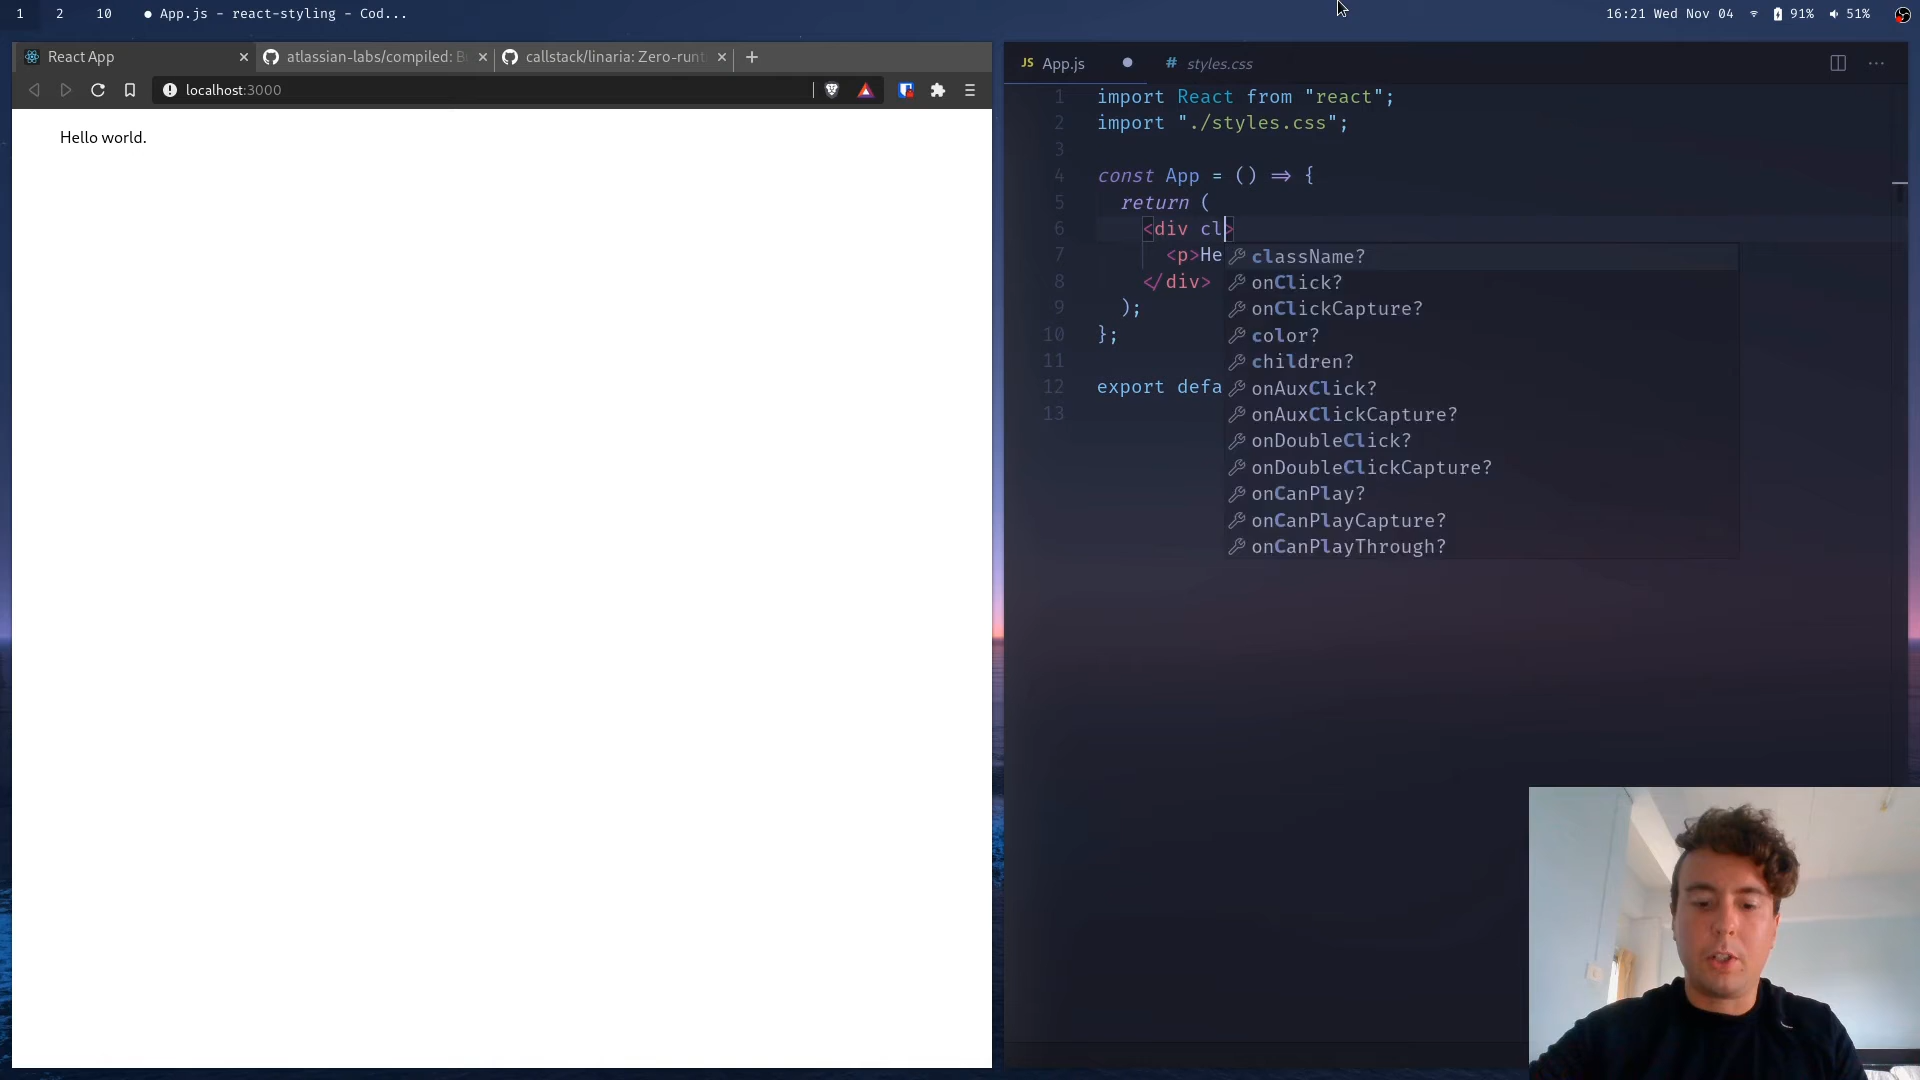 1 2 10 ● App.js - react-styling - Cod...
16:21 Wed Nov 04 91% 51%
React App
atlassian-labs/compiled: B
callstack/linaria: Zero-runt
localhost:3000
Hello world.
JS App.js
# styles.css
1 import React from "react";
2 import "./styles.css";
3
4 const App = () => {
5 return (
6 <div cl>
7 <p>He
8 </div>
9 );
10 };
11
12 export defa
13
className?
onClick?
onClickCapture?
color?
children?
onAuxClick?
onAuxClickCapture?
onDoubleClick?
onDoubleClickCapture?
onCanPlay?
onCanPlayCapture?
onCanPlayThrough?